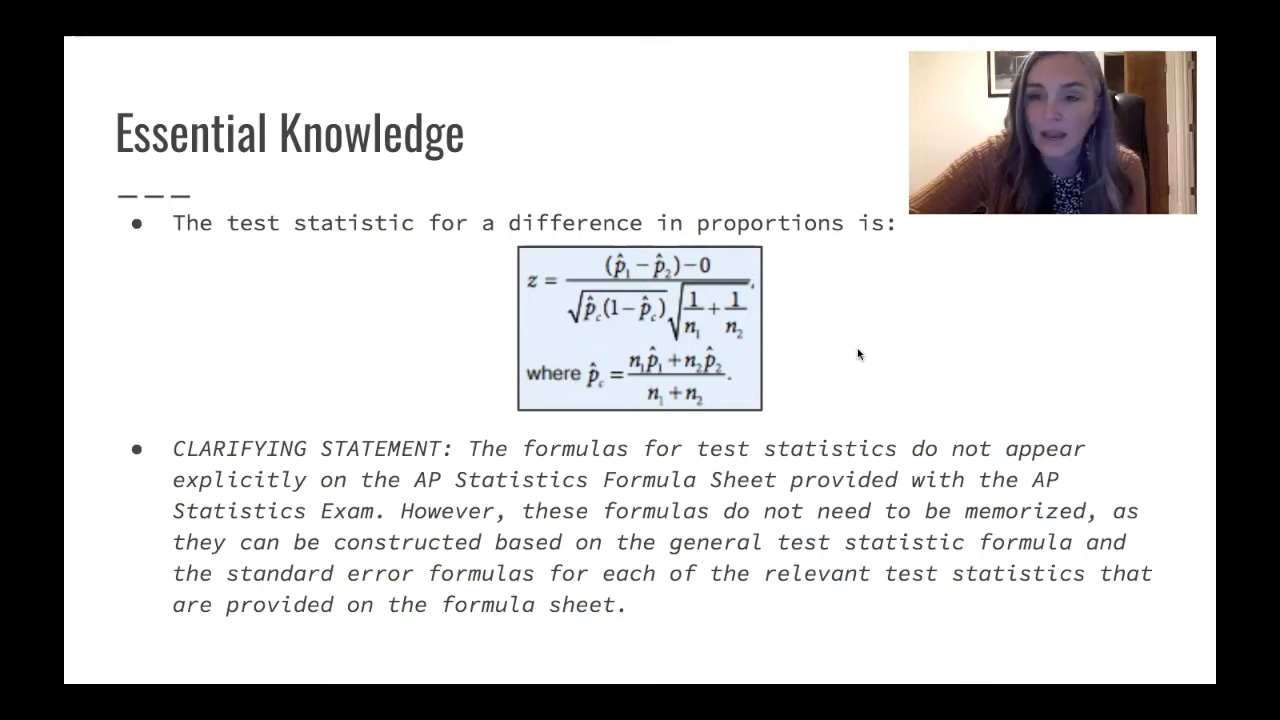 Essential Knowledge
● The test statistic for a difference in proportions is:
z = (p̂₁ − p̂₂) − 0 / √p̂c(1 − p̂c) √1/n₁ + 1/n₂ ,
where p̂c = n₁p̂₁ + n₂p̂₂ / n₁ + n₂ .
● CLARIFYING STATEMENT: The formulas for test statistics do not appear
explicitly on the AP Statistics Formula Sheet provided with the AP
Statistics Exam. However, these formulas do not need to be memorized, as
they can be constructed based on the general test statistic formula and
the standard error formulas for each of the relevant test statistics that
are provided on the formula sheet.